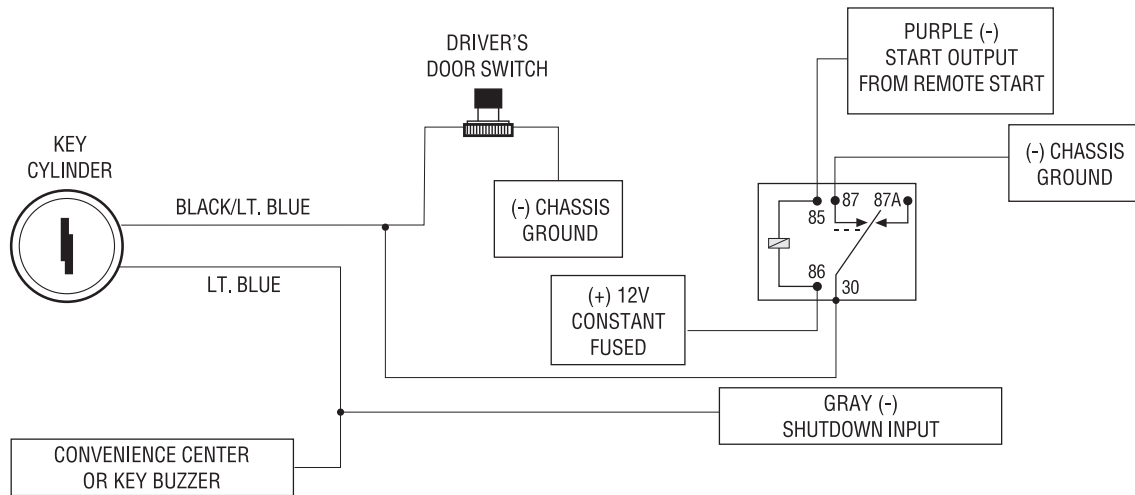 DRIVER'S
DOOR SWITCH
PURPLE (-)
START OUTPUT
FROM REMOTE START
KEY
CYLINDER
(-) CHASSIS
GROUND
BLACK/LT. BLUE
(-) CHASSIS
GROUND
87 87A
85
LT. BLUE
86
30
(+) 12V
CONSTANT
FUSED
GRAY (-)
SHUTDOWN INPUT
CONVENIENCE CENTER
OR KEY BUZZER